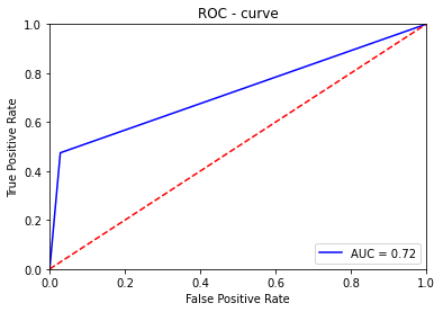 ROC - curve
1.0
0.8
0.6
0.4
0.2
0.0
True Positive Rate
AUC = 0.72
0.0 0.2 0.4 0.6 0.8 1.0
False Positive Rate